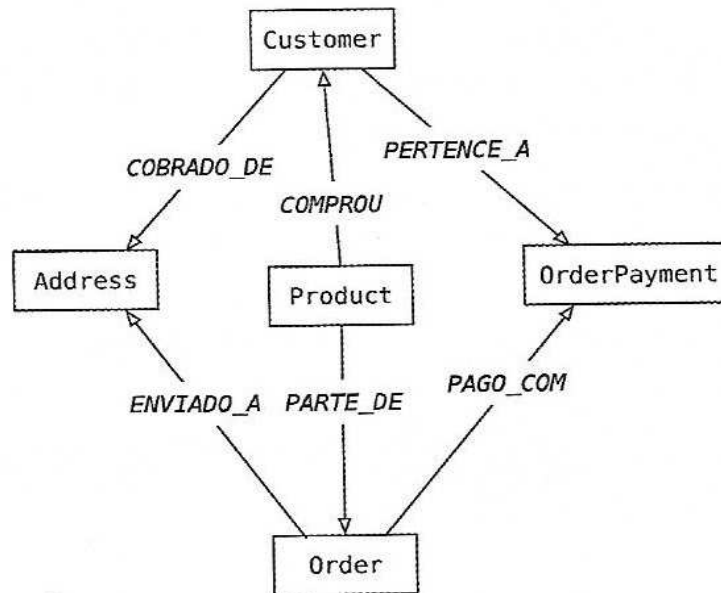 Customer
COBRADO_DE
PERTENCE_A
COMPROU
Address
Product
OrderPayment
ENVIADO_A
PARTE_DE
PAGO_COM
Order